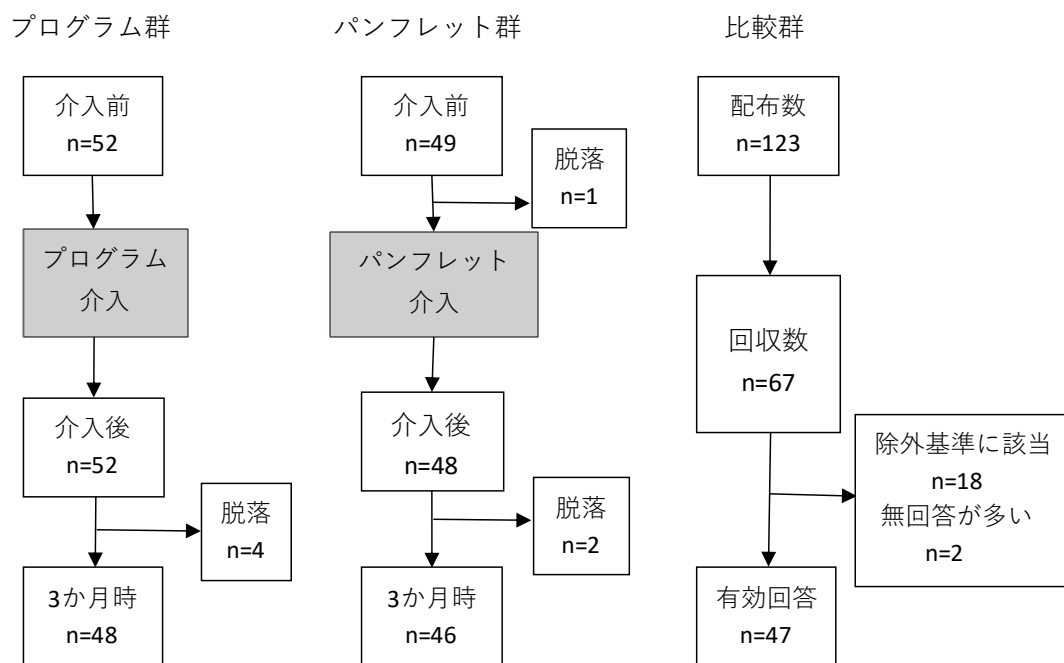 プログラム群
介入前
n=52
プログラム
介入
介入後
n=52
脱落
n=4
3か月時
n=48
パンフレット群
介入前
n=49
脱落
n=1
パンフレット
介入
介入後
n=48
脱落
n=2
3か月時
n=46
比較群
配布数
n=123
回収数
n=67
除外基準に該当
n=18
無回答が多い
n=2
有効回答
n=47